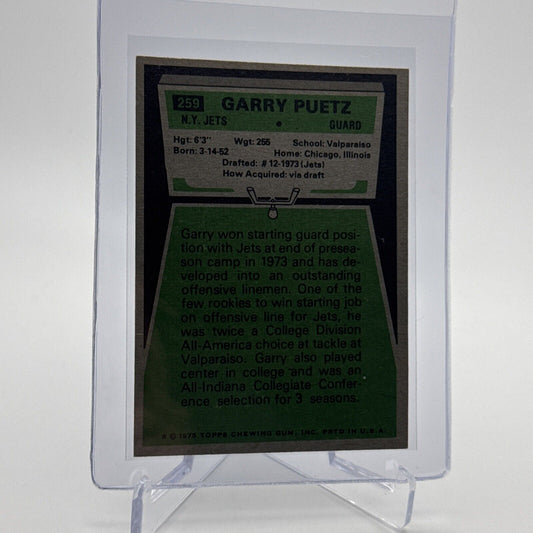 259 GARRY PUETZ
N.Y. JETS • GUARD
Hgt: 6'3" Wgt: 255 School: Valparaiso
Born: 3-14-52 Home: Chicago, Illinois
Drafted: #12-1973 (Jets)
How Acquired: via draft
Garry won starting guard posi-
tion with Jets at end of presea-
son camp in 1973 and has de-
veloped into an outstanding
offensive linemen. One of the
few rookies to win starting job
on offensive line for Jets, he
was twice a College Division
All-America choice at tackle at
Valparaiso. Garry also played
center in college and was an
All-Indiana Collegiate Confer-
ence selection for 3 seasons.
© 1975 TOPPS CHEWING GUM, INC. PRTD IN U.S.A.